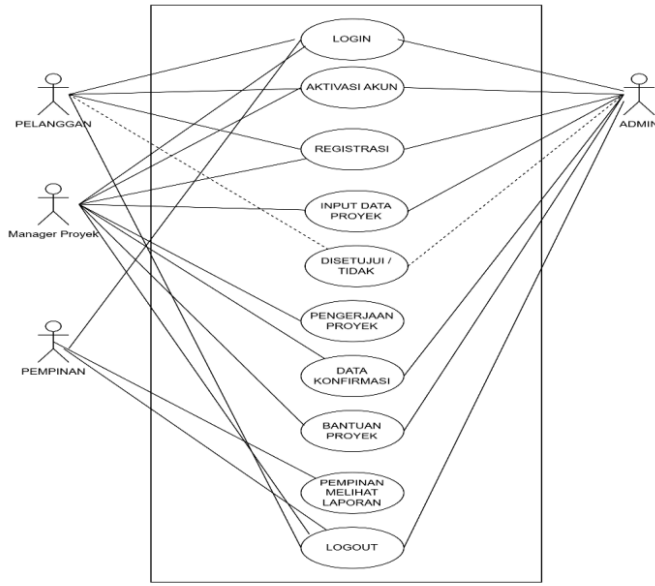 LOGIN
AKTIVASI AKUN
PELANGGAN
ADMIN
REGISTRASI
INPUT DATA
PROYEK
Manager Proyek
DISETUJUI /
TIDAK
PENGERJAAN
PROYEK
PEMPINAN
DATA
KONFIRMASI
BANTUAN
PROYEK
PEMPINAN
MELIHAT
LAPORAN
LOGOUT